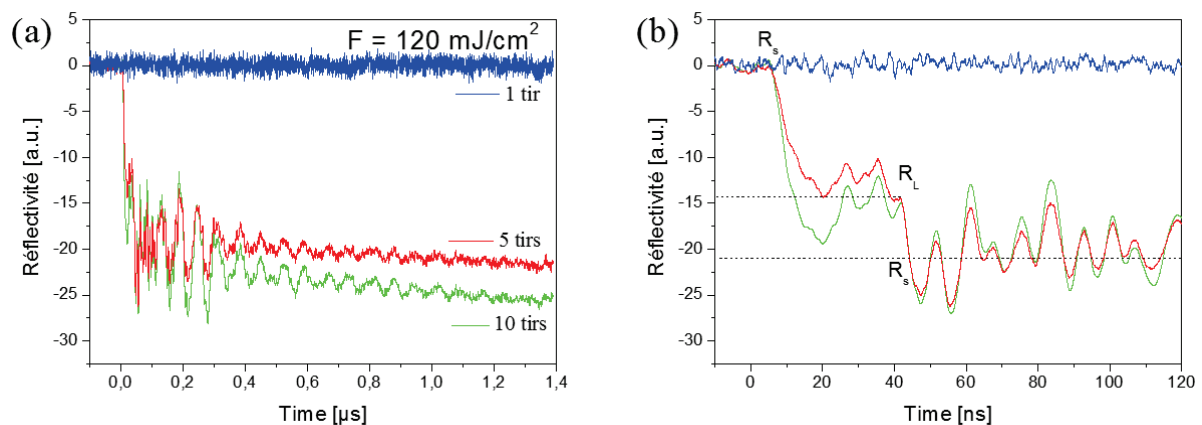 (a)
F = 120 mJ/cm²
1 tir
5 tirs
10 tirs
Réflectivité [a.u.]
5
0
-5
-10
-15
-20
-25
-30
0,0 0,2 0,4 0,6 0,8 1,0 1,2 1,4
Time [µs]
(b)
Rs
RL
Rs
Réflectivité [a.u.]
5
0
-5
-10
-15
-20
-25
-30
0 20 40 60 80 100 120
Time [ns]